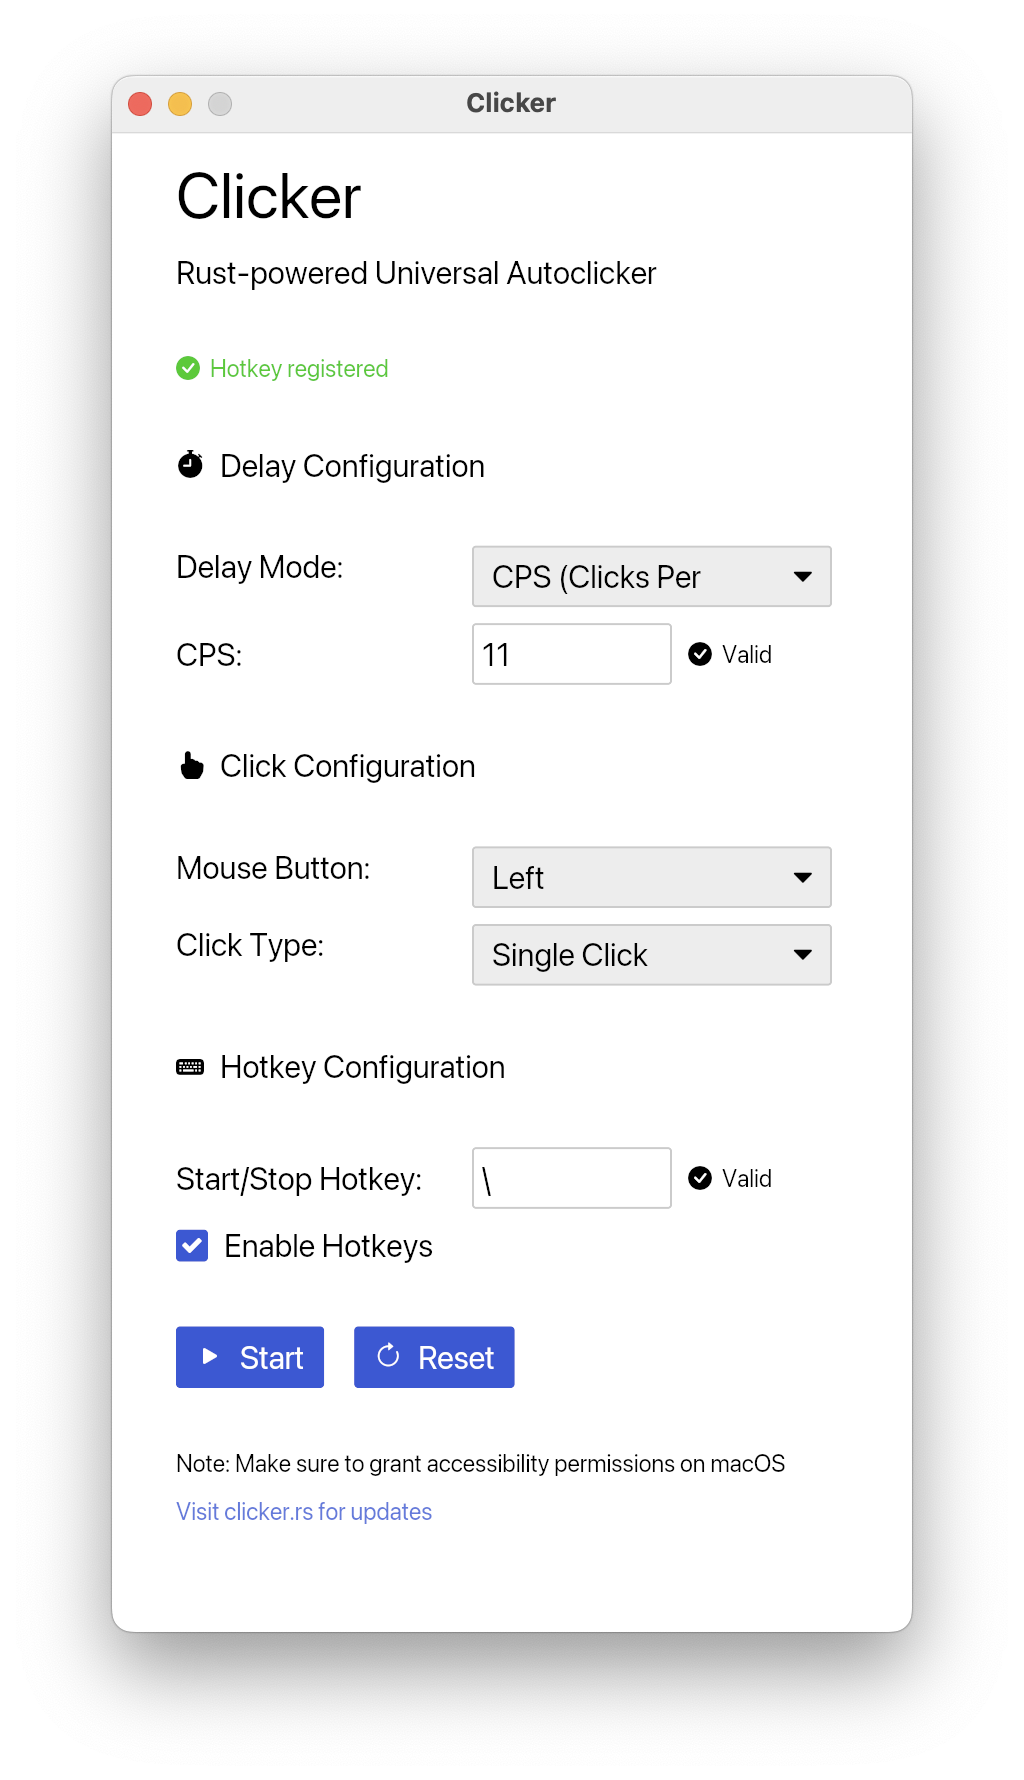 Clicker
Clicker
Rust-powered Universal Autoclicker
Hotkey registered
Delay Configuration
Delay Mode: CPS (Clicks Per
CPS: 11 Valid
Click Configuration
Mouse Button: Left
Click Type: Single Click
Hotkey Configuration
Start/Stop Hotkey: \ Valid
Enable Hotkeys
Start Reset
Note: Make sure to grant accessibility permissions on macOS
Visit clicker.rs for updates